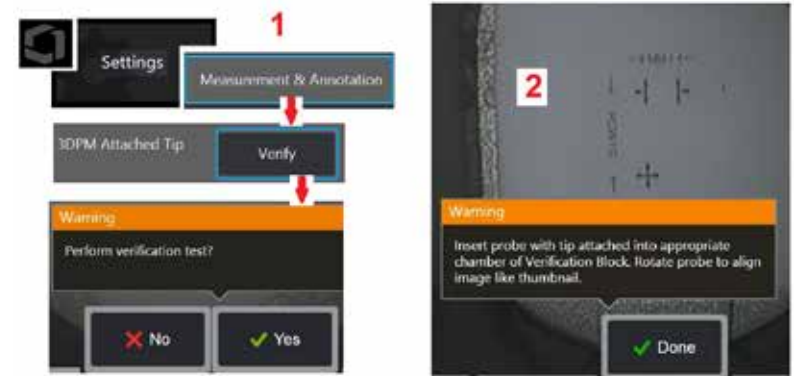 1
Settings
Measurement & Annotation
3DPM Attached Tip
Verify
Warning
Perform verification test?
No
Yes
2
Warning
Insert probe with tip attached into appropriate
chamber of Verification Block. Rotate probe to align
image like thumbnail.
Done